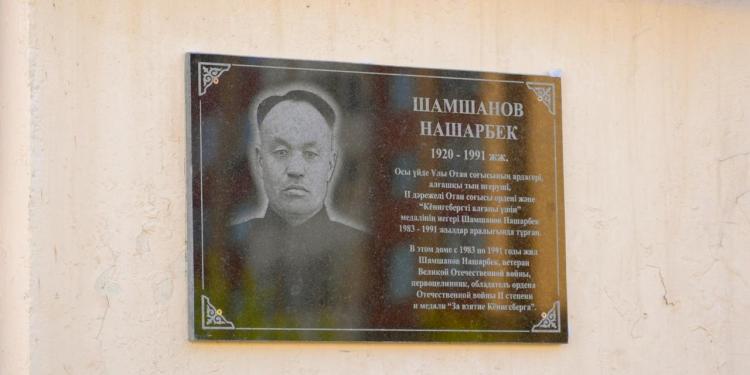 ШАМШАНОВ
НАШАРБЕК
1920 - 1991 жж.
Осы үйде Ұлы Отан соғысының ардагері,
алғашқы тың игеруші,
II дәрежелі Отан соғысы ордені және
"Кёнигсбергті алғаны үшін"
медалінің иегері Шамшанов Нашарбек
1983 - 1991 жылдар аралығында тұрған.
В этом доме с 1983 по 1991 годы жил
Шамшанов Нашарбек, ветеран
Великой Отечественной войны,
первоцелинник, обладатель ордена
Отечественной войны II степени
и медали "За взятие Кёнигсберга".